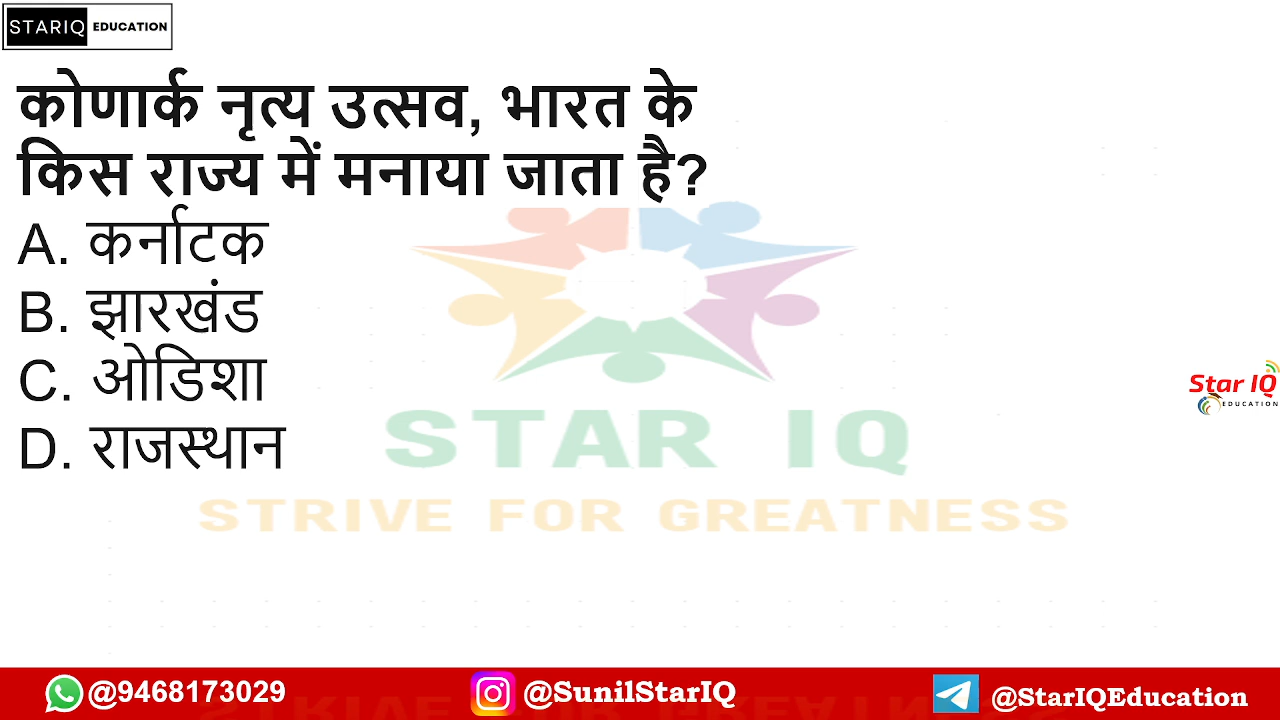 STARIQ EDUCATION
कोणार्क नृत्य उत्सव, भारत के
किस राज्य में मनाया जाता है?
A. कर्नाटक
B. झारखंड
C. ओडिशा
D. राजस्थान
STAR IQ
STRIVE FOR GREATNESS
Star IQ
EDUCATION
@9468173029 @SunilStarIQ @StarIQEducation